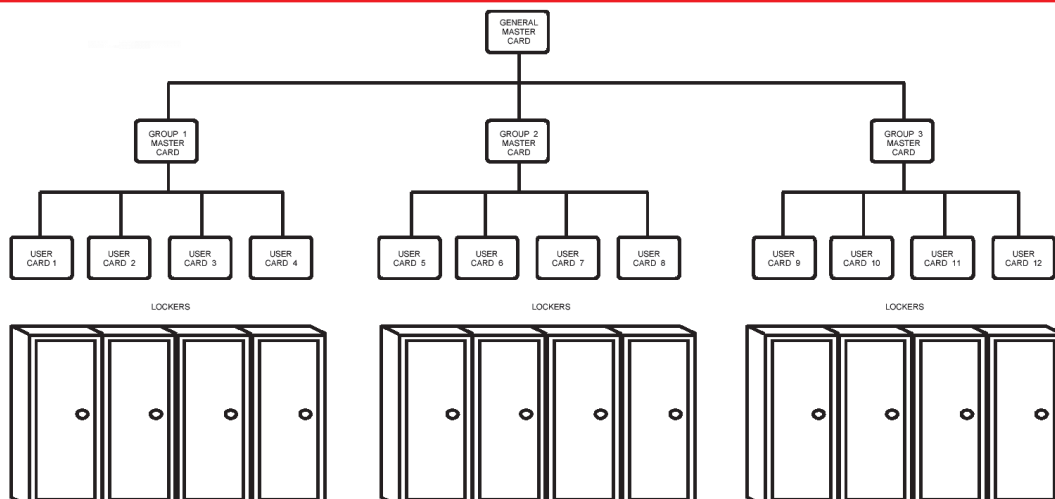 GENERAL
MASTER
CARD
GROUP 1
MASTER
CARD
GROUP 2
MASTER
CARD
GROUP 3
MASTER
CARD
USER
CARD 1
USER
CARD 2
USER
CARD 3
USER
CARD 4
USER
CARD 5
USER
CARD 6
USER
CARD 7
USER
CARD 8
USER
CARD 9
USER
CARD 10
USER
CARD 11
USER
CARD 12
LOCKERS
LOCKERS
LOCKERS